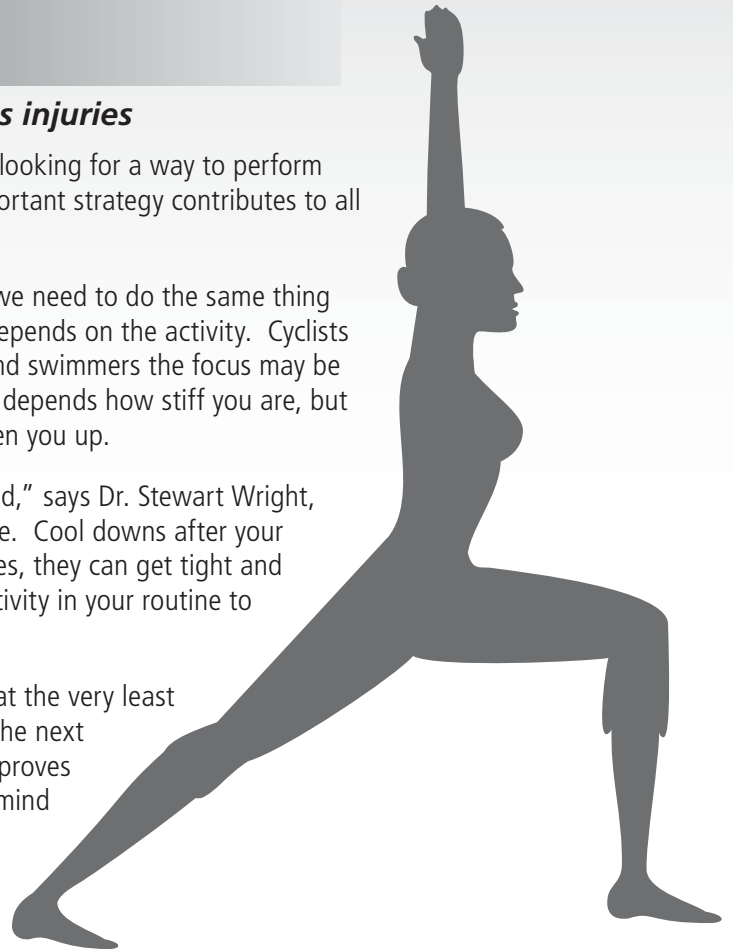 s injuries
looking for a way to perform
ortant strategy contributes to all
we need to do the same thing
epends on the activity.  Cyclists
nd swimmers the focus may be
depends how stiff you are, but
en you up.
d,” says Dr. Stewart Wright,
e.  Cool downs after your
es, they can get tight and
tivity in your routine to
at the very least
he next
proves
mind